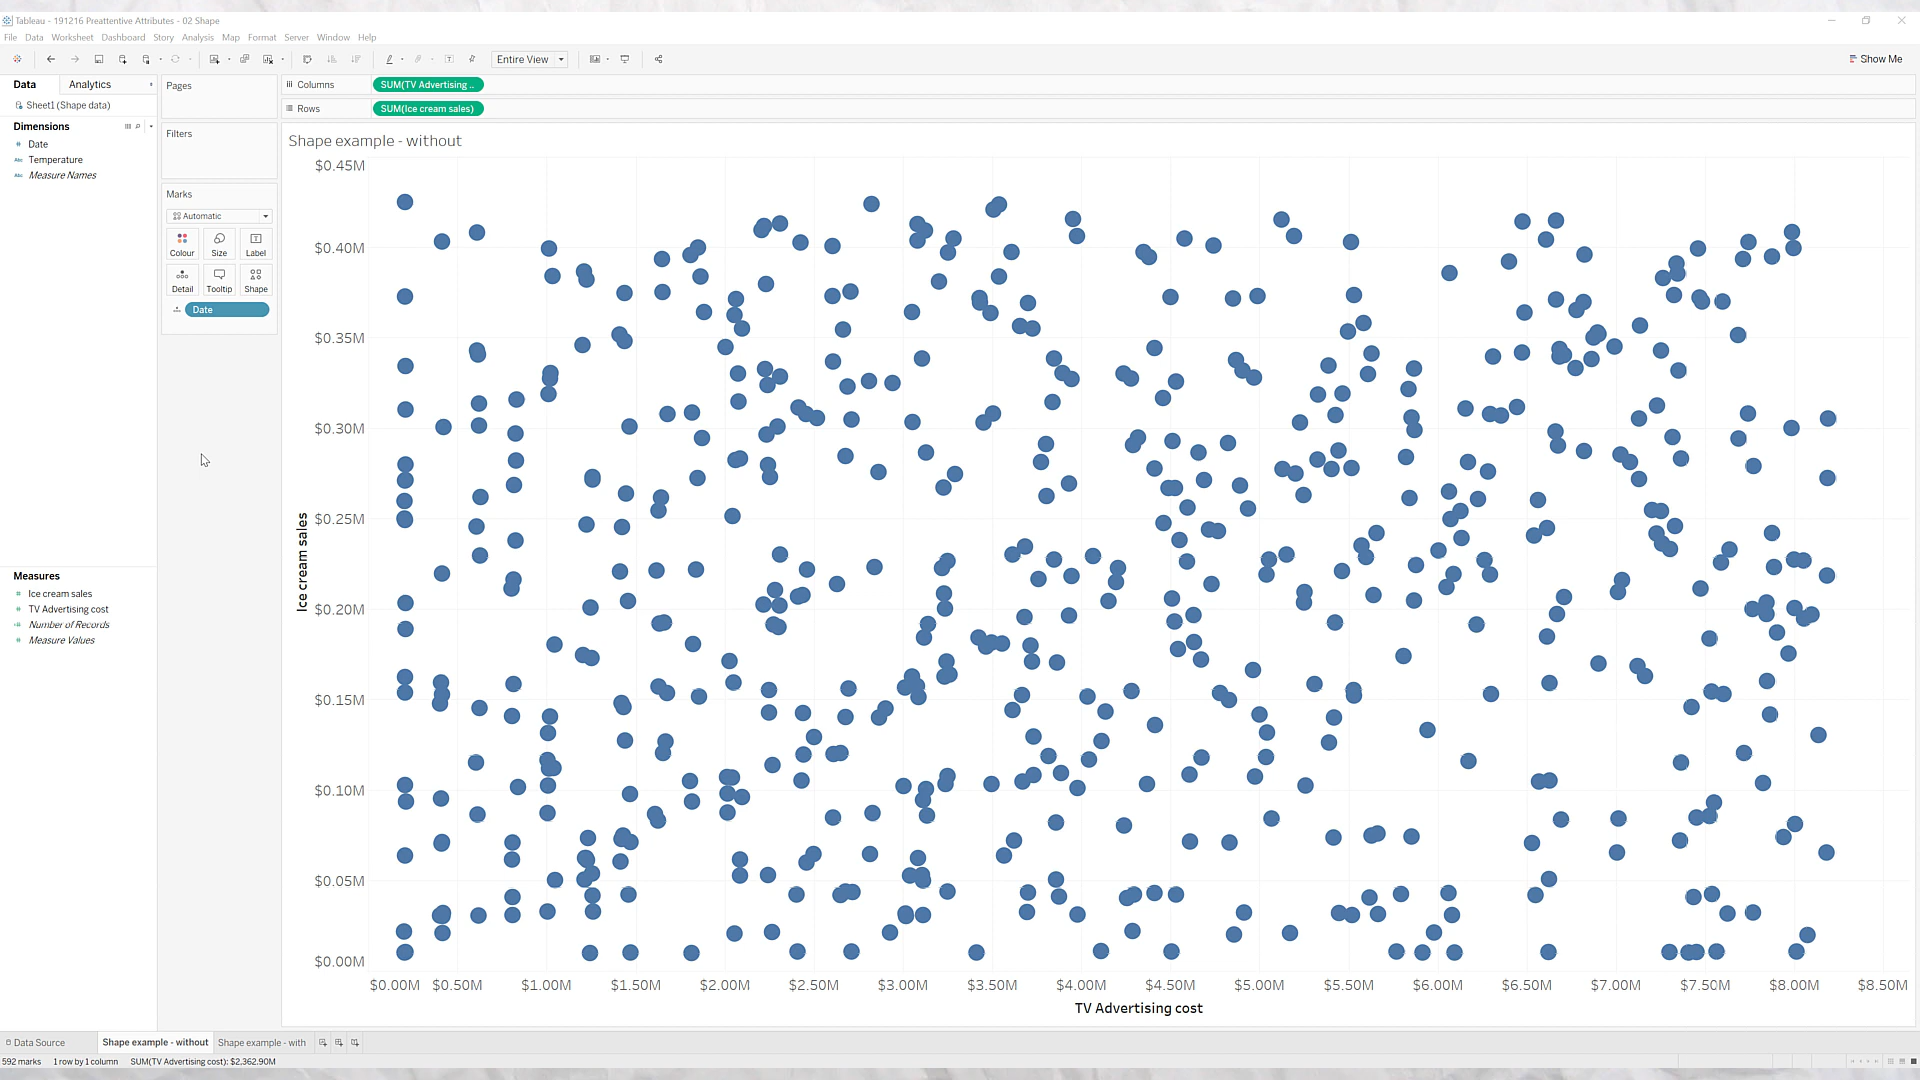 Tableau - 191216 Preattentive Attributes - 02 Shape
File Data Worksheet Dashboard Story Analysis Map Format Server Window Help
Entire View
Show Me
Data Analytics
Pages
Columns
SUM(TV Advertising ..
Sheet1 (Shape data)
Rows
SUM(Ice cream sales)
Dimensions
Filters
Shape example - without
Date
Abc Temperature
Abc Measure Names
Marks
Automatic
Colour Size Label
Detail Tooltip Shape
Date
Measures
Ice cream sales
TV Advertising cost
Number of Records
Measure Values
$0.45M
$0.40M
$0.35M
$0.30M
$0.25M
$0.20M
$0.15M
$0.10M
$0.05M
$0.00M
Ice cream sales
$0.00M $0.50M $1.00M $1.50M $2.00M $2.50M $3.00M $3.50M $4.00M $4.50M $5.00M $5.50M $6.00M $6.50M $7.00M $7.50M $8.00M $8.50M
TV Advertising cost
Data Source Shape example - without Shape example - with
592 marks 1 row by 1 column SUM(TV Advertising cost): $2,362.90M